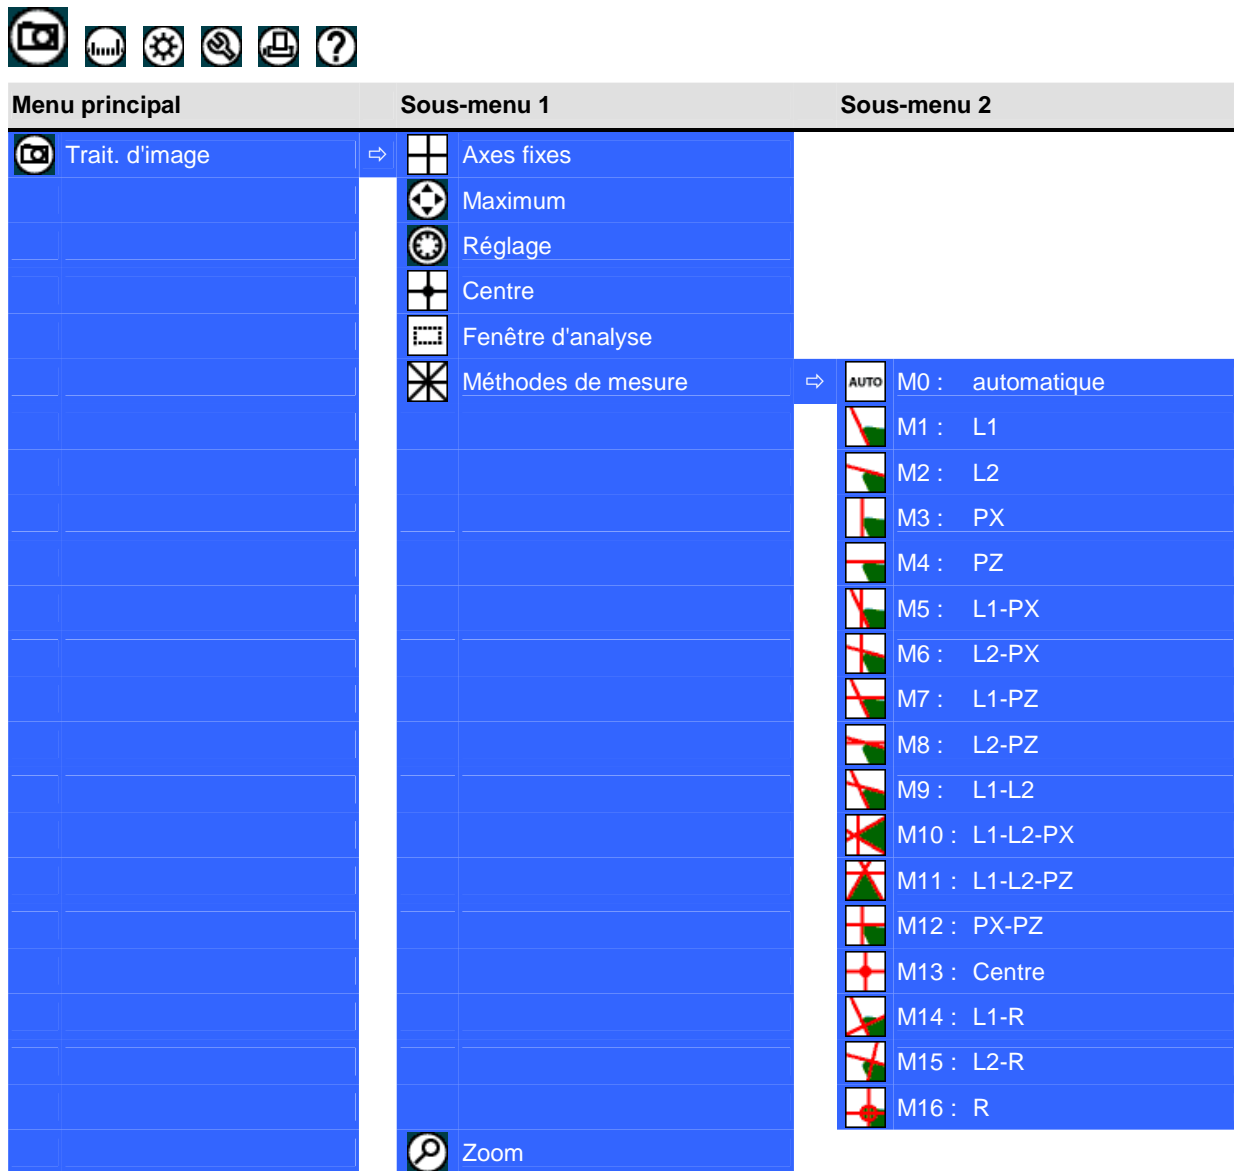 Menu principal Sous-menu 1 Sous-menu 2
Trait. d'image ⇨ Axes fixes
Maximum
Réglage
Centre
Fenêtre d'analyse
Méthodes de mesure ⇨ AUTO M0 : automatique
M1 : L1
M2 : L2
M3 : PX
M4 : PZ
M5 : L1-PX
M6 : L2-PX
M7 : L1-PZ
M8 : L2-PZ
M9 : L1-L2
M10 : L1-L2-PX
M11 : L1-L2-PZ
M12 : PX-PZ
M13 : Centre
M14 : L1-R
M15 : L2-R
M16 : R
Zoom